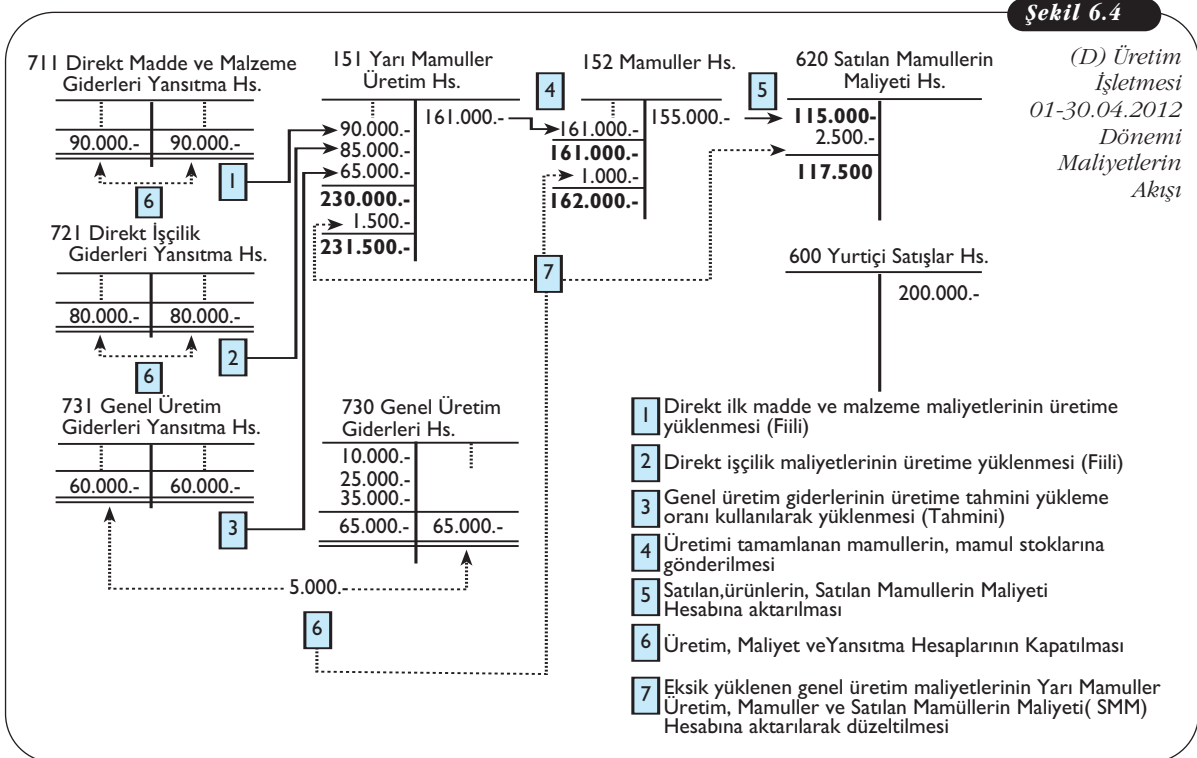 Şekil 6.4
(D) Üretim
İşletmesi
01-30.04.2012
Dönemi
Maliyetlerin
Akışı
711 Direkt Madde ve Malzeme
Giderleri Yansıtma Hs.
90.000.- 90.000.-
6
1
721 Direkt İşçilik
Giderleri Yansıtma Hs.
80.000.- 80.000.-
6
2
731 Genel Üretim
Giderleri Yansıtma Hs.
60.000.- 60.000.-
3
5.000.-
6
151 Yarı Mamuller
Üretim Hs.
90.000.- 161.000.-
85.000.-
65.000.-
230.000.-
1.500.-
231.500.-
4
152 Mamuller Hs.
161.000.- 155.000.-
161.000.-
1.000.-
162.000.-
5
620 Satılan Mamullerin
Maliyeti Hs.
115.000-
2.500.-
117.500
7
600 Yurtiçi Satışlar Hs.
200.000.-
730 Genel Üretim
Giderleri Hs.
10.000.-
25.000.-
35.000.-
65.000.- 65.000.-
1 Direkt ilk madde ve malzeme maliyetlerinin üretime
yüklenmesi (Fiili)
2 Direkt işçilik maliyetlerinin üretime yüklenmesi (Fiili)
3 Genel üretim giderlerinin üretime tahmini yükleme
oranı kullanılarak yüklenmesi (Tahmini)
4 Üretimi tamamlanan mamullerin, mamul stoklarına
gönderilmesi
5 Satılan,ürünlerin, Satılan Mamullerin Maliyeti
Hesabına aktarılması
6 Üretim, Maliyet veYansıtma Hesaplarının Kapatılması
7 Eksik yüklenen genel üretim maliyetlerinin Yarı Mamuller
Üretim, Mamuller ve Satılan Mamüllerin Maliyeti( SMM)
Hesabına aktarılarak düzeltilmesi